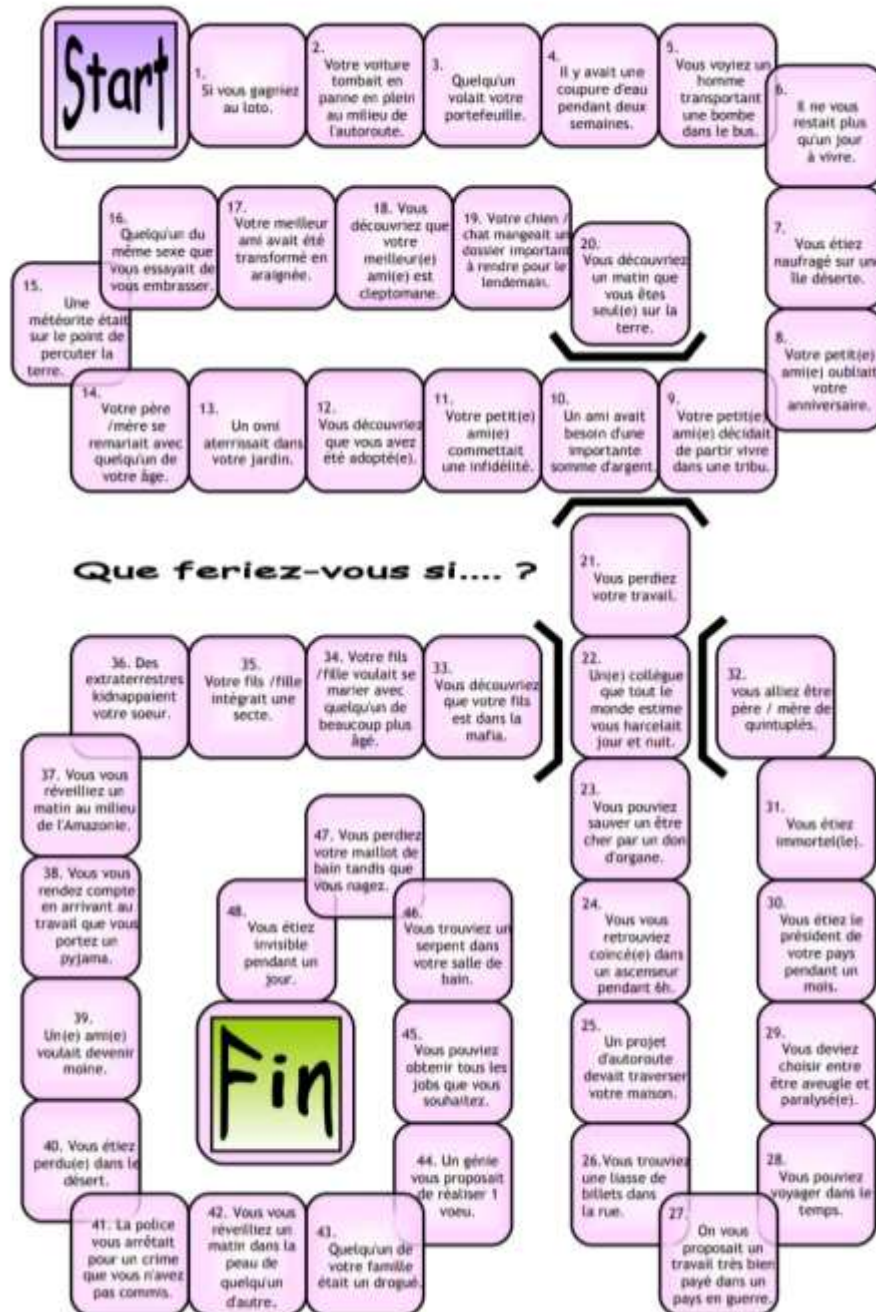 Start
1.
Si vous gagniez
au loto.
2.
Votre voiture
tombait en
panne en plein
au milieu de
l'autoroute.
3.
Quelqu'un
volait votre
portefeuille.
4.
Il y avait une
coupure d'eau
pendant deux
semaines.
5.
Vous voyiez un
homme
transportant
une bombe
dans le bus.
6.
Il ne vous
restait plus
qu'un jour
à vivre.
7.
Vous étiez
naufragé sur une
île déserte.
8.
Votre petit(e)
ami(e) oubliait
votre
anniversaire.
9.
Votre petit(e)
ami(e) décidait
de partir vivre
dans une tribu.
10.
Un ami avait
besoin d'une
importante
somme d'argent.
11.
Votre petit(e)
ami(e)
commettait
une infidélité.
12.
Vous découvriez
que vous avez
été adopté(e).
13.
Un ovni
aterrissait dans
votre jardin.
14.
Votre père
/mère se
remariait avec
quelqu'un de
votre âge.
15.
Une
météorite était
sur le point de
percuter la
terre.
16.
Quelqu'un du
même sexe que
vous essayait de
vous embrasser.
17.
Votre meilleur
ami avait été
transformé en
araignée.
18. Vous
découvriez que
votre
meilleur(e)
ami(e) est
cleptomane.
19. Votre chien /
chat mangeait un
dossier important
à rendre pour le
lendemain.
20.
Vous découvriez
un matin que
vous êtes
seul(e) sur la
terre.
Que feriez-vous si.... ?
21.
Vous perdiez
votre travail.
22.
Un(e) collègue
que tout le
monde estime
vous harcelait
jour et nuit.
23.
Vous pouviez
sauver un être
cher par un don
d'organe.
24.
Vous vous
retrouviez
coincé(e) dans
un ascenseur
pendant 6h.
25.
Un projet
d'autoroute
devait traverser
votre maison.
26. Vous trouviez
une liasse de
billets dans
la rue.
27.
On vous
proposait un
travail très bien
payé dans un
pays en guerre.
28.
Vous pouviez
voyager dans le
temps.
29.
Vous deviez
choisir entre
être aveugle et
paralysé(e).
30.
Vous étiez le
président de
votre pays
pendant un
mois.
31.
Vous étiez
immortel(le).
32.
vous alliez être
père / mère de
quintuplés.
33.
Vous découvriez
que votre fils
est dans la
mafia.
34. Votre fils
/fille voulait se
marier avec
quelqu'un de
beaucoup plus
âgé.
35.
Votre fils /fille
intégrait une
secte.
36. Des
extraterrestres
kidnappaient
votre soeur.
37. Vous vous
réveilliez un
matin au milieu
de l'Amazonie.
38. Vous vous
rendez compte
en arrivant au
travail que vous
portez un
pyjama.
39.
Un(e) ami(e)
voulait devenir
moine.
40. Vous étiez
perdu(e) dans le
désert.
41. La police
vous arrêtait
pour un crime
que vous n'avez
pas commis.
42. Vous vous
réveilliez un
matin dans la
peau de
quelqu'un
d'autre.
43.
Quelqu'un de
votre famille
était un drogué.
44. Un génie
vous proposait
de réaliser 1
voeu.
45.
Vous pouviez
obtenir tous les
jobs que vous
souhaitez.
46.
Vous trouviez un
serpent dans
votre salle de
bain.
47. Vous perdiez
votre maillot de
bain tandis que
vous nagez.
48.
Vous étiez
invisible
pendant un
jour.
Fin